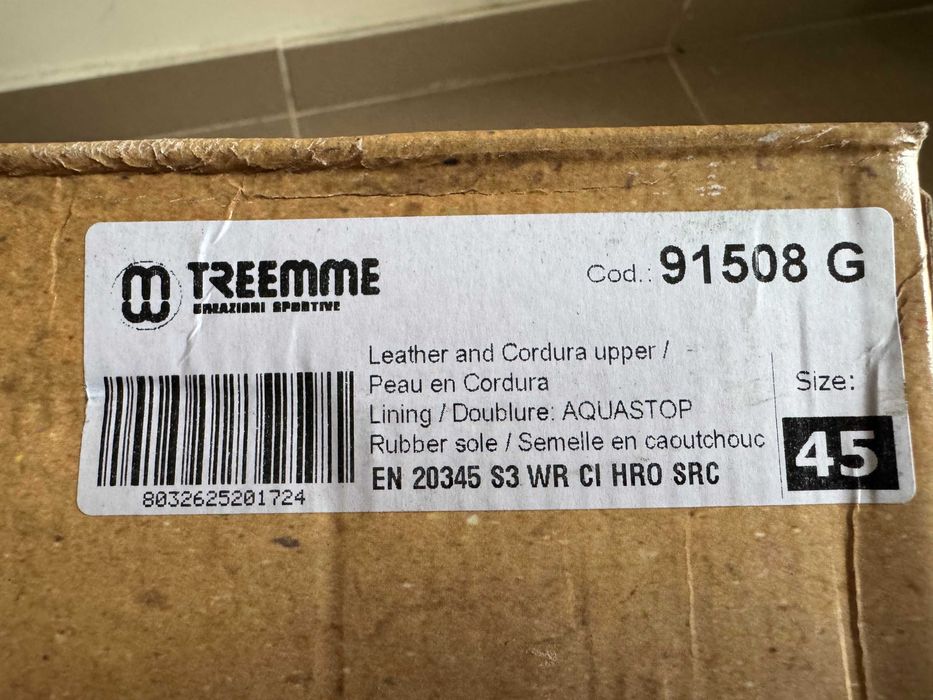 TREEMME
CREAZIONI SPORTIVE
Cod.: 91508 G
Leather and Cordura upper /
Peau en Cordura
Lining / Doublure: AQUASTOP
Rubber sole / Semelle en caoutchouc
EN 20345 S3 WR CI HRO SRC
Size:
45
8032625201724